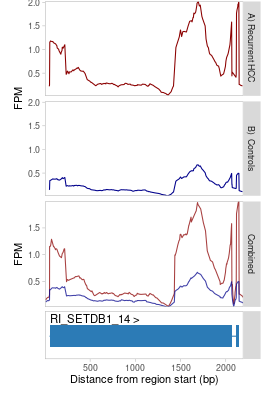 2.0
1.5
1.0
0.5
FPM
A) Recurrent HCC
2.0
1.5
1.0
0.5
B) Controls
1.5
1.0
0.5
FPM
Combined
RI_SETDB1_14 >
500 1000 1500 2000
Distance from region start (bp)